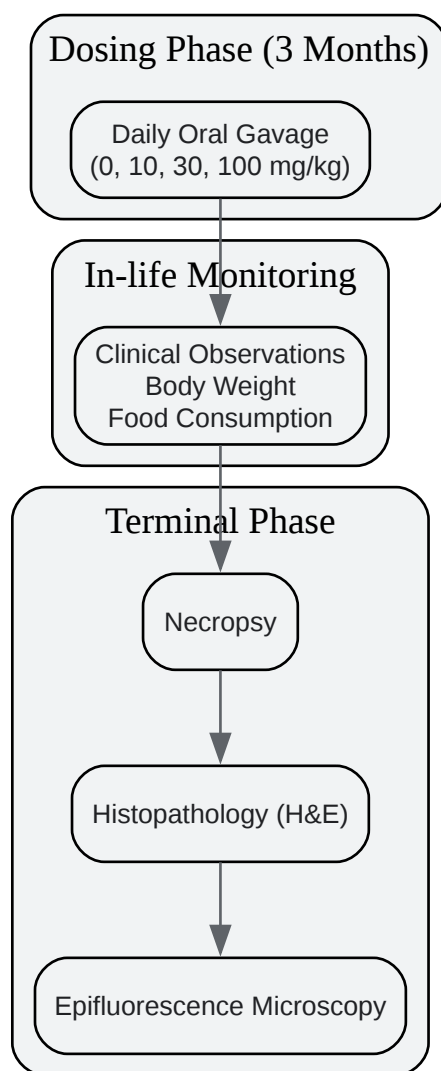 Dosing Phase (3 Months)
Daily Oral Gavage
(0, 10, 30, 100 mg/kg)
In-life Monitoring
Clinical Observations
Body Weight
Food Consumption
Terminal Phase
Necropsy
Histopathology (H&E)
Epifluorescence Microscopy